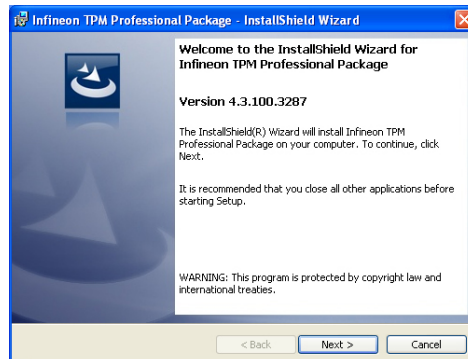 Infineon TPM Professional Package - InstallShield Wizard
Welcome to the InstallShield Wizard for
Infineon TPM Professional Package
Version 4.3.100.3287
The InstallShield(R) Wizard will install Infineon TPM
Professional Package on your computer. To continue, click
Next.
It is recommended that you close all other applications before
starting Setup.
WARNING: This program is protected by copyright law and
international treaties.
< Back Next > Cancel